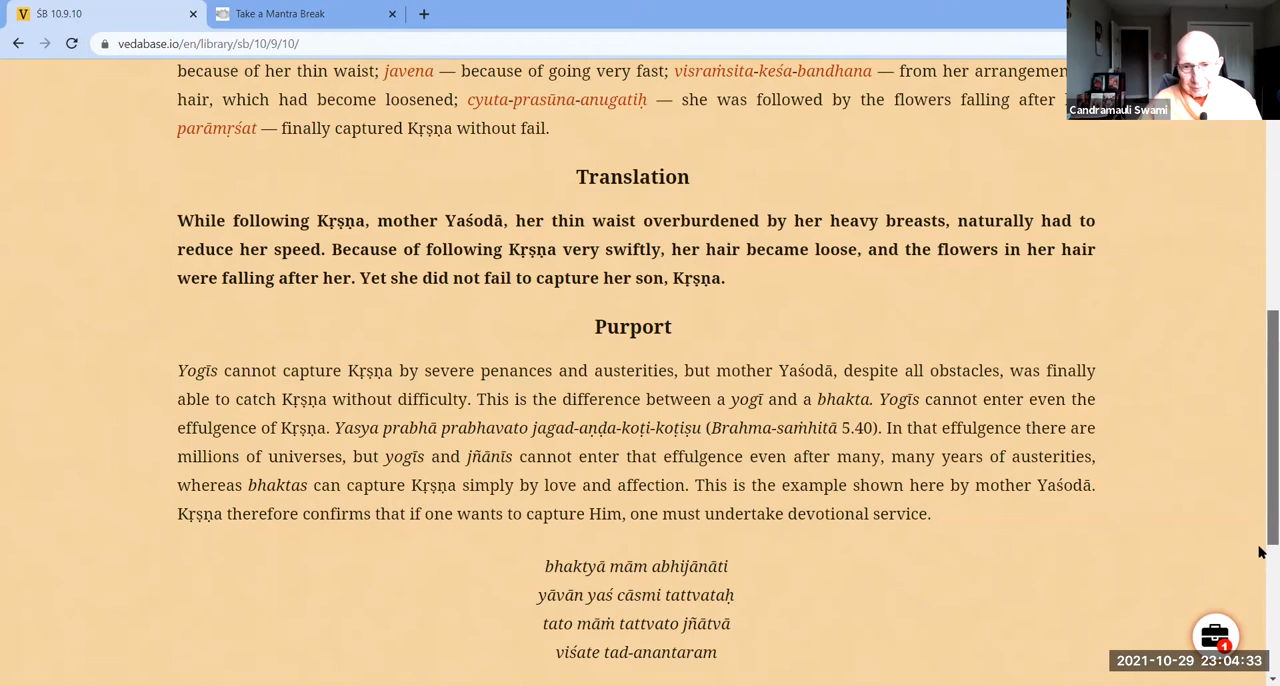 ŚB 10.9.10
Take a Mantra Break
vedabase.io/en/library/sb/10/9/10/
Candramauli Swami
because of her thin waist; javena — because of going very fast; visraṁsita-keśa-bandhana — from her arrangemen
hair, which had become loosened; cyuta-prasūna-anugatiḥ — she was followed by the flowers falling after
parāmṛśat — finally captured Kṛṣṇa without fail.
Translation
While following Kṛṣṇa, mother Yaśodā, her thin waist overburdened by her heavy breasts, naturally had to
reduce her speed. Because of following Kṛṣṇa very swiftly, her hair became loose, and the flowers in her hair
were falling after her. Yet she did not fail to capture her son, Kṛṣṇa.
Purport
Yogīs cannot capture Kṛṣṇa by severe penances and austerities, but mother Yaśodā, despite all obstacles, was finally
able to catch Kṛṣṇa without difficulty. This is the difference between a yogī and a bhakta. Yogīs cannot enter even the
effulgence of Kṛṣṇa. Yasya prabhā prabhavato jagad-aṇḍa-koṭi-koṭiṣu (Brahma-saṁhitā 5.40). In that effulgence there are
millions of universes, but yogīs and jñānīs cannot enter that effulgence even after many, many years of austerities,
whereas bhaktas can capture Kṛṣṇa simply by love and affection. This is the example shown here by mother Yaśodā.
Kṛṣṇa therefore confirms that if one wants to capture Him, one must undertake devotional service.
bhaktyā mām abhijānāti
yāvān yaś cāsmi tattvataḥ
tato māṁ tattvato jñātvā
viśate tad-anantaram
1
2021-10-29 23:04:33